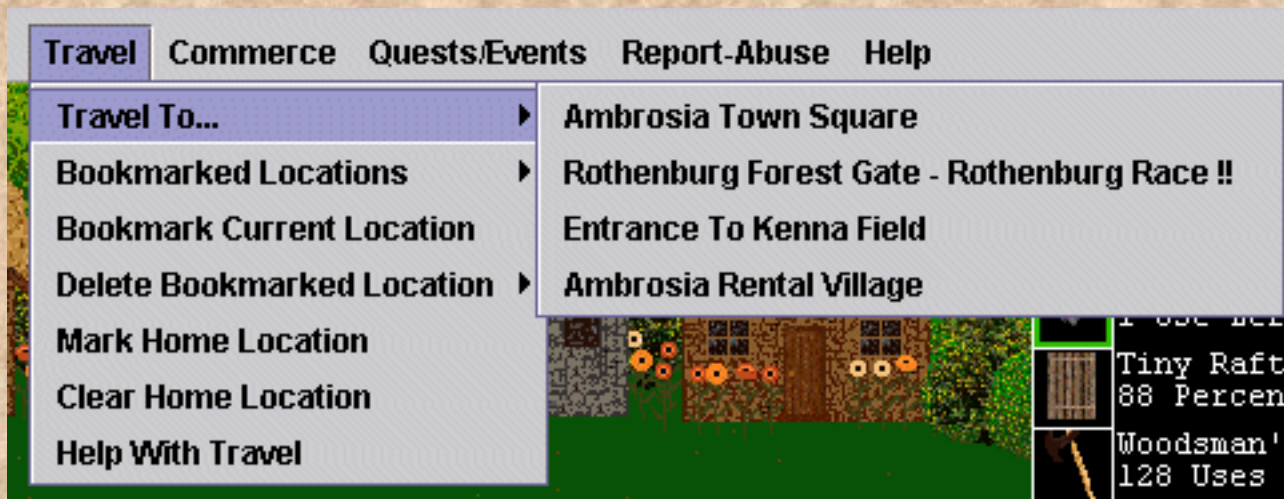 Travel Commerce Quests/Events Report-Abuse Help
Travel To...
Bookmarked Locations
Bookmark Current Location
Delete Bookmarked Location
Mark Home Location
Clear Home Location
Help With Travel
Ambrosia Town Square
Rothenburg Forest Gate - Rothenburg Race !!
Entrance To Kenna Field
Ambrosia Rental Village
Tiny Raft
88 Percen
Woodsman'
128 Uses